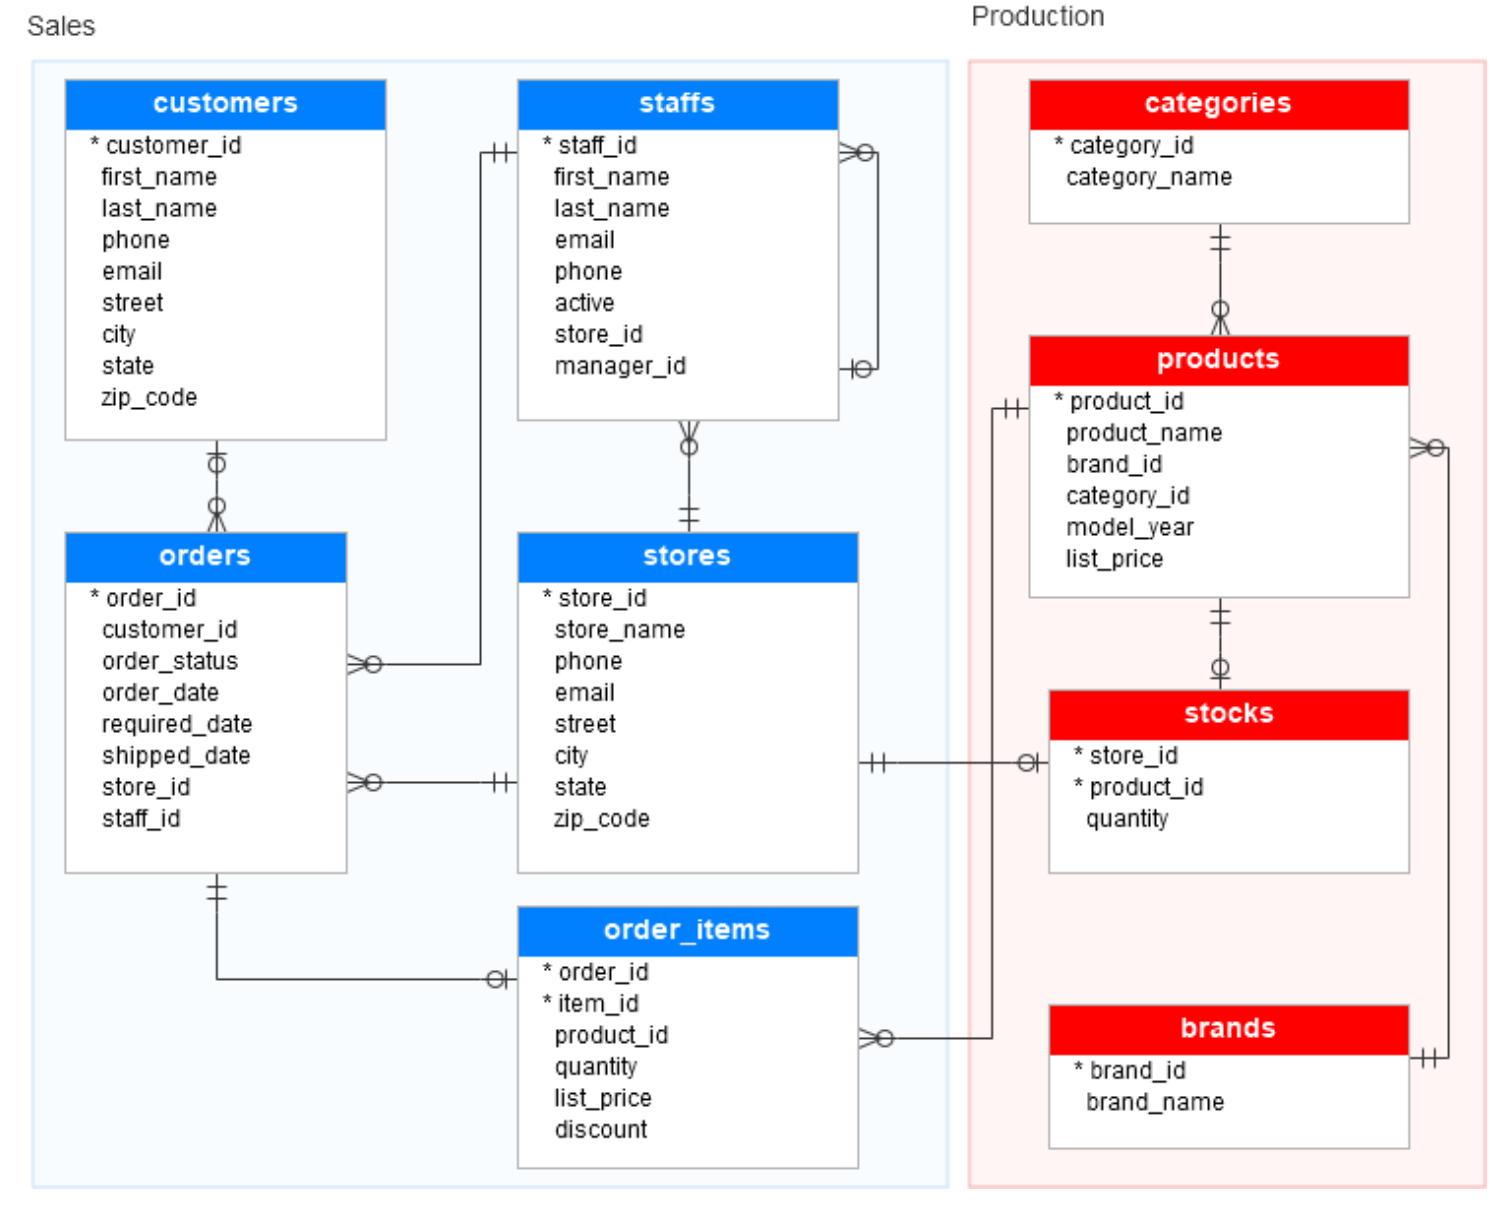 Sales
customers
* customer_id
first_name
last_name
phone
email
street
city
state
zip_code
staffs
* staff_id
first_name
last_name
email
phone
active
store_id
manager_id
orders
* order_id
customer_id
order_status
order_date
required_date
shipped_date
store_id
staff_id
stores
* store_id
store_name
phone
email
street
city
state
zip_code
order_items
* order_id
* item_id
product_id
quantity
list_price
discount
Production
categories
* category_id
category_name
products
* product_id
product_name
brand_id
category_id
model_year
list_price
stocks
* store_id
* product_id
quantity
brands
* brand_id
brand_name